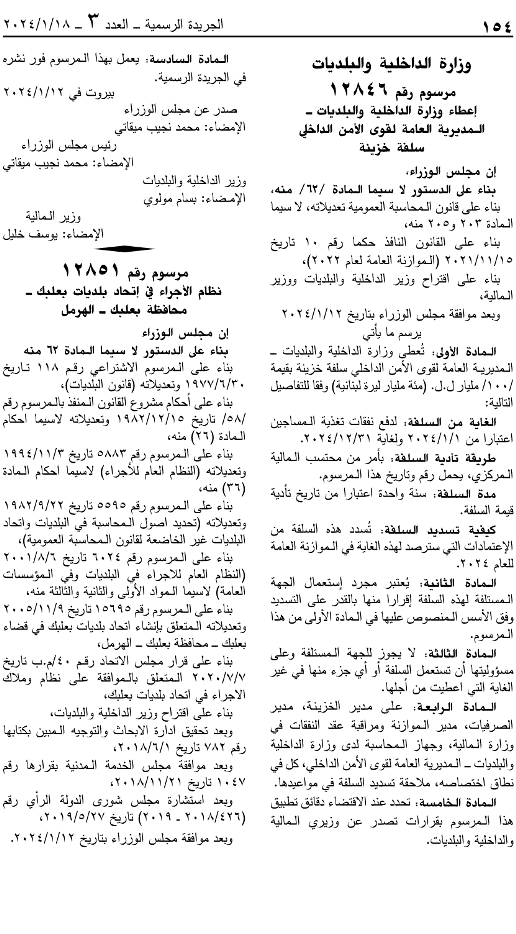 ١٥٤
الجريدة الرسمية ــ العدد ٣ ــ ٢٠٢٤/١/١٨
وزارة الداخلية والبلديات
مرسوم رقم ١٢٨٤٦
إعطاء وزارة الداخلية والبلديات ــ
المديرية العامة لقوى الأمن الداخلي
سلفة خزينة
إن مجلس الوزراء،
بناء على الدستور لا سيما المادة /٦٢/ منه،
بناء على قانون المحاسبة العمومية تعديلاته، لا سيما
المادة ٢٠٣ و٢٠٥ منه،
بناء على القانون النافذ حكما رقم ١٠ تاريخ
٢٠٢١/١١/١٥ (الموازنة العامة لعام ٢٠٢٢)،
بناء على اقتراح وزير الداخلية والبلديات ووزير
المالية،
وبعد موافقة مجلس الوزراء بتاريخ ٢٠٢٤/١/١٢
يرسم ما يأتي
المادة الأولى: تُعطى وزارة الداخلية والبلديات ــ
المديرية العامة لقوى الأمن الداخلي سلفة خزينة بقيمة
/١٠٠/ مليار ل.ل. (مئة مليار ليرة لبنانية) وفقا للتفاصيل
التالية:
الغاية من السلفة: لدفع نفقات تغذية المساجين
اعتبارا من ٢٠٢٤/١/١ ولغاية ٢٠٢٤/١٢/٣١.
طريقة تادية السلفة: بأمر من محتسب المالية
المركزي، يحمل رقم وتاريخ هذا المرسوم.
مدة السلفة: سنة واحدة اعتبارا من تاريخ تأدية
قيمة السلفة.
كيفية تسديد السلفة: تُسدد هذه السلفة من
الإعتمادات التي سترصد لهذه الغاية في الموازنة العامة
للعام ٢٠٢٤.
المادة الثانية: يُعتبر مجرد إستعمال الجهة
المستلفة لهذه السلفة إقرارا منها بالقدر على التسديد
وفق الأسس المنصوص عليها في المادة الأولى من هذا
المرسوم.
المادة الثالثة: لا يجوز للجهة المستلفة وعلى
مسؤوليتها أن تستعمل السلفة أو أي جزء منها في غير
الغاية التي اعطيت من أجلها.
المادة الرابعة: على مدير الخزينة، مدير
الصرفيات، مدير الموازنة ومراقبة عقد النفقات في
وزارة المالية، وجهاز المحاسبة لدى وزارة الداخلية
والبلديات ــ المديرية العامة لقوى الأمن الداخلي، كل في
نطاق اختصاصه، ملاحقة تسديد السلفة في مواعيدها.
المادة الخامسة: تحدد عند الاقتضاء دقائق تطبيق
هذا المرسوم بقرارات تصدر عن وزيري المالية
والداخلية والبلديات.
المادة السادسة: يعمل بهذا المرسوم فور نشره
في الجريدة الرسمية.
بيروت في ٢٠٢٤/١/١٢
صدر عن مجلس الوزراء
الإمضاء: محمد نجيب ميقاتي
رئيس مجلس الوزراء
الإمضاء: محمد نجيب ميقاتي
وزير الداخلية والبلديات
الإمضاء: بسام مولوي
وزير المالية
الإمضاء: يوسف خليل
مرسوم رقم ١٢٨٥١
نظام الأجراء في إتحاد بلديات بعلبك ــ
محافظة بعلبك ــ الهرمل
إن مجلس الوزراء
بناء على الدستور لا سيما المادة ٦٢ منه
بناء على المرسوم الاشتراعي رقم ١١٨ تاريخ
١٩٧٧/٦/٣٠ وتعديلاته (قانون البلديات)،
بناء على أحكام مشروع القانون المنفذ بالمرسوم رقم
/٥٨/ تاريخ ١٩٨٢/١٢/١٥ وتعديلاته لاسيما احكام
المادة (٢٦) منه،
بناء على المرسوم رقم ٥٨٨٣ تاريخ ١٩٩٤/١١/٣
وتعديلاته (النظام العام للأجراء) لاسيما احكام المادة
(٣٦) منه،
بناء على المرسوم رقم ٥٥٩٥ تاريخ ١٩٨٢/٩/٢٢
وتعديلاته (تحديد اصول المحاسبة في البلديات واتحاد
البلديات غير الخاضعة لقانون المحاسبة العمومية)،
بناء على المرسوم رقم ٦٠٢٤ تاريخ ٢٠٠١/٨/٦
(النظام العام للاجراء في البلديات وفي المؤسسات
العامة) لاسيما المواد الأولى والثانية والثالثة منه،
بناء على المرسوم رقم ١٥٦٩٥ تاريخ ٢٠٠٥/١١/٩
وتعديلاته المتعلق بإنشاء اتحاد بلديات بعلبك في قضاء
بعلبك ــ محافظة بعلبك ــ الهرمل،
بناء على قرار مجلس الاتحاد رقم ٤٠/م.ب تاريخ
٢٠٢٠/٧/٧ المتعلق بالموافقة على نظام وملاك
الاجراء في اتحاد بلديات بعلبك،
بناء على اقتراح وزير الداخلية والبلديات،
وبعد تحقيق ادارة الابحاث والتوجيه المبين بكتابها
رقم ٧٨٢ تاريخ ٢٠١٨/٦/١،
وبعد موافقة مجلس الخدمة المدنية بقرارها رقم
١٠٤٧ تاريخ ٢٠١٨/١١/٢١،
وبعد استشارة مجلس شورى الدولة الرأي رقم
(٢٠١٨/٤٢٦ ــ ٢٠١٩) تاريخ ٢٠١٩/٥/٢٧،
وبعد موافقة مجلس الوزراء بتاريخ ٢٠٢٤/١/١٢.